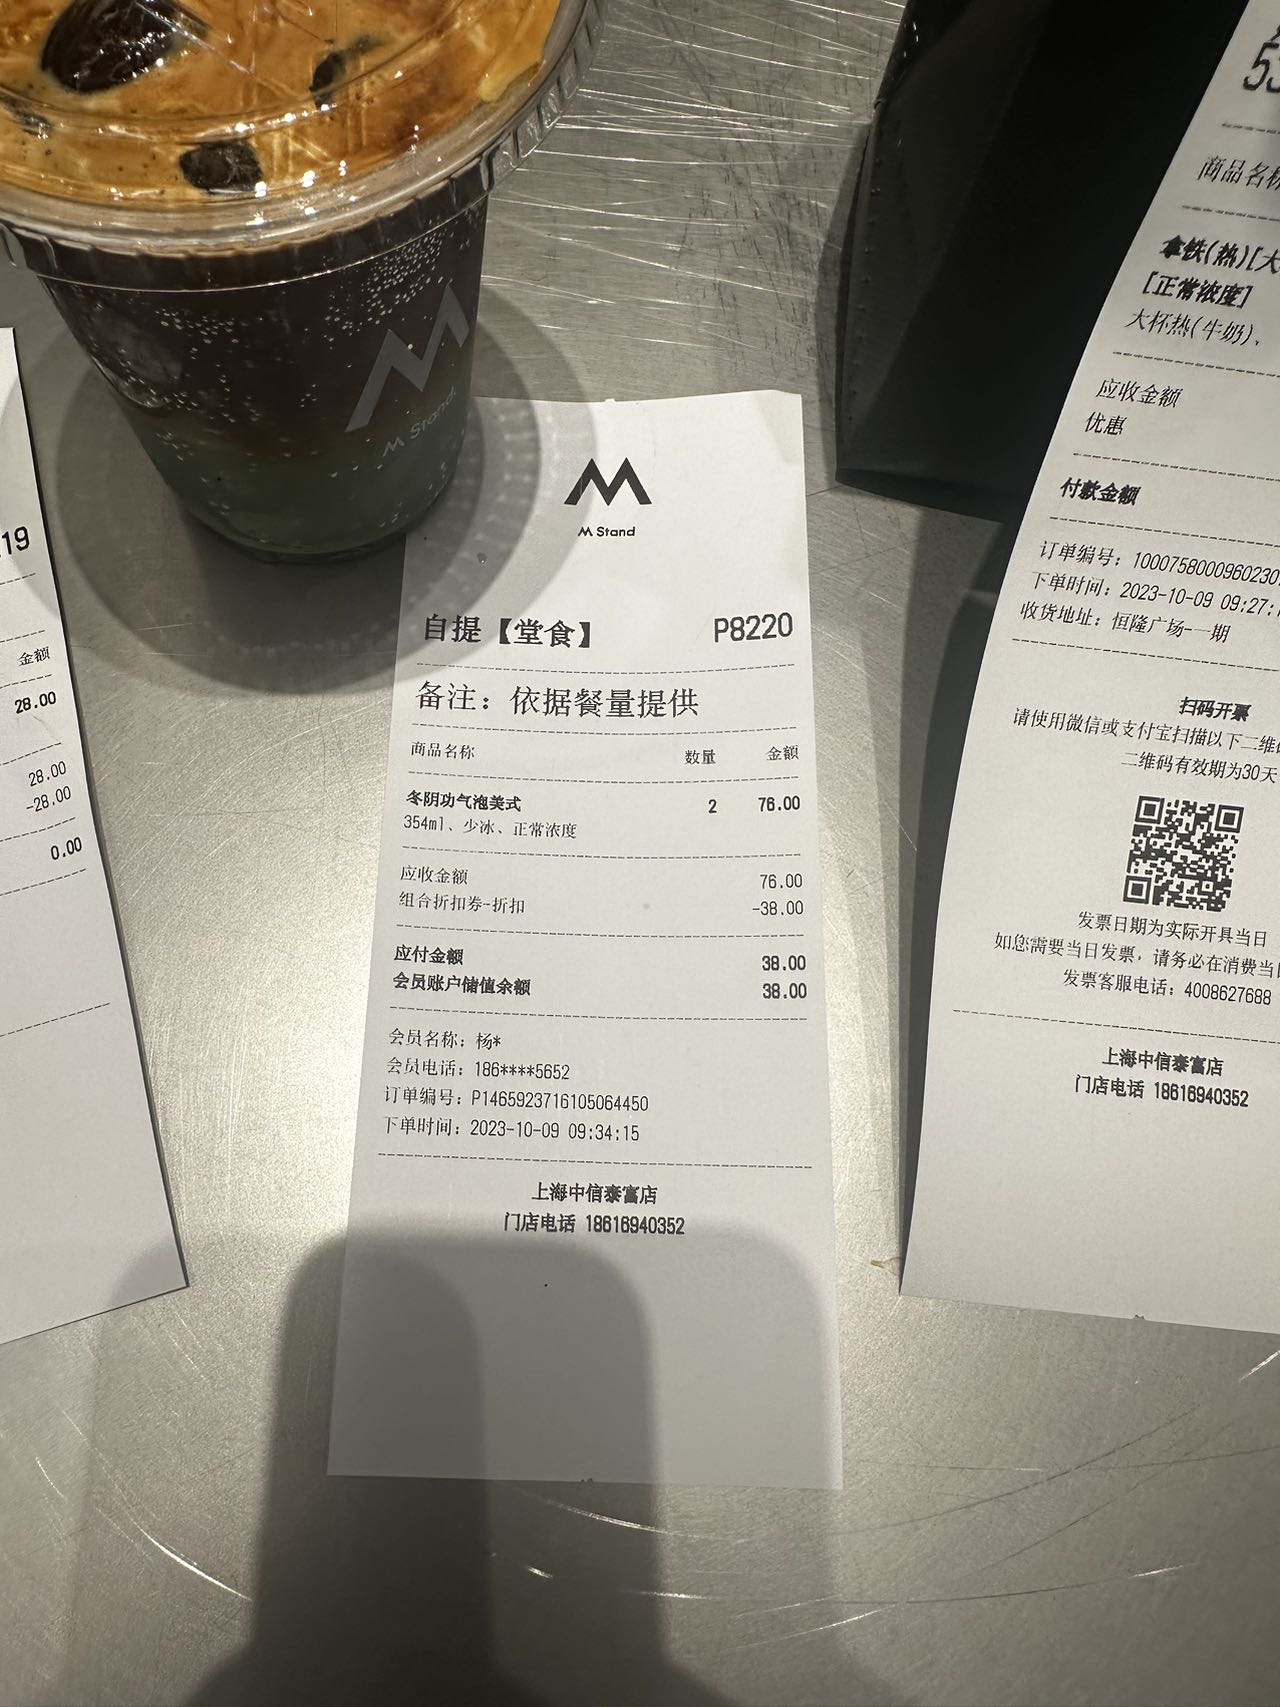 M Stand
19
金额
28.00
28.00
-28.00
0.00
M Stand
自提【堂食】 P8220
备注：依据餐量提供
商品名称 数量 金额
冬阴功气泡美式 2 76.00
354ml、少冰、正常浓度
应收金额 76.00
组合折扣券-折扣 -38.00
应付金额 38.00
会员账户储值余额 38.00
会员名称：杨*
会员电话：186****5652
订单编号：P1465923716105064450
下单时间：2023-10-09 09:34:15
上海中信泰富店
门店电话 18616940352
商品名
拿铁(热)[大
[正常浓度]
大杯热(牛奶)、
应收金额
优惠
付款金额
订单编号：1000758000960230
下单时间：2023-10-09 09:27:
收货地址：恒隆广场-一期
扫码开票
请使用微信或支付宝扫描以下二维
二维码有效期为30天
发票日期为实际开具当日
如您需要当日发票，请务必在消费当
发票客服电话：4008627688
上海中信泰富店
门店电话 18616940352